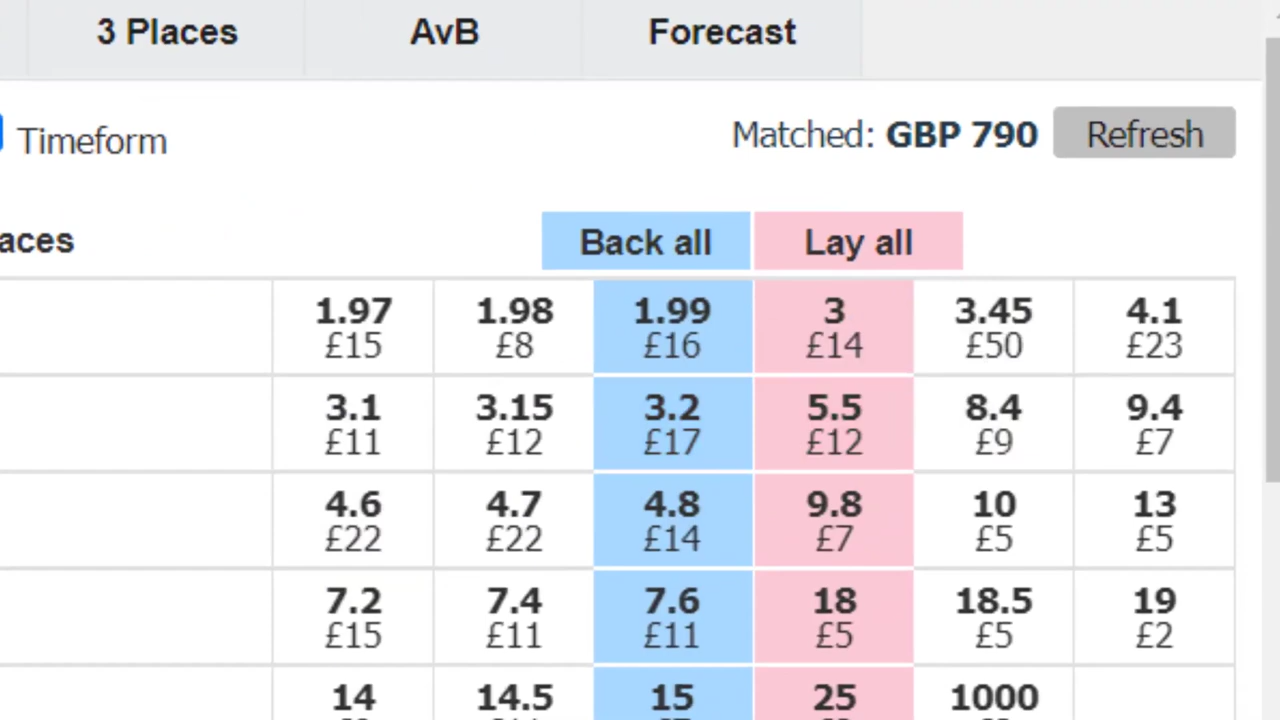 3 Places AvB Forecast
Timeform Matched: GBP 790 Refresh
aces Back all Lay all
1.97 1.98 1.99 3 3.45 4.1
£15 £8 £16 £14 £50 £23
3.1 3.15 3.2 5.5 8.4 9.4
£11 £12 £17 £12 £9 £7
4.6 4.7 4.8 9.8 10 13
£22 £22 £14 £7 £5 £5
7.2 7.4 7.6 18 18.5 19
£15 £11 £11 £5 £5 £2
14 14.5 15 25 1000